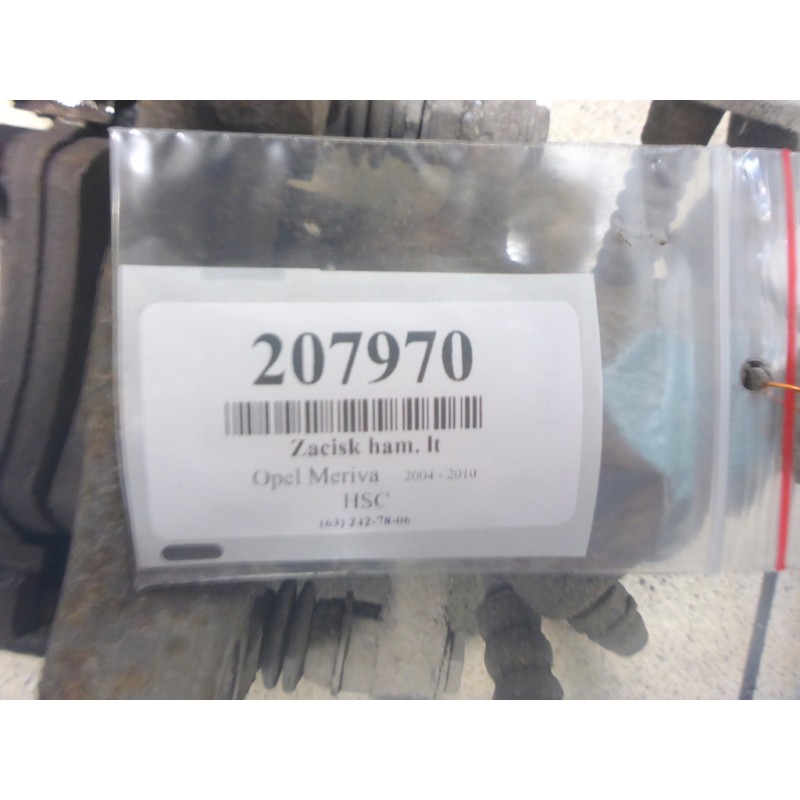 207970
Zacisk ham. lt
Opel Meriva 2004 - 2010
HSC
(63) 242-78-06